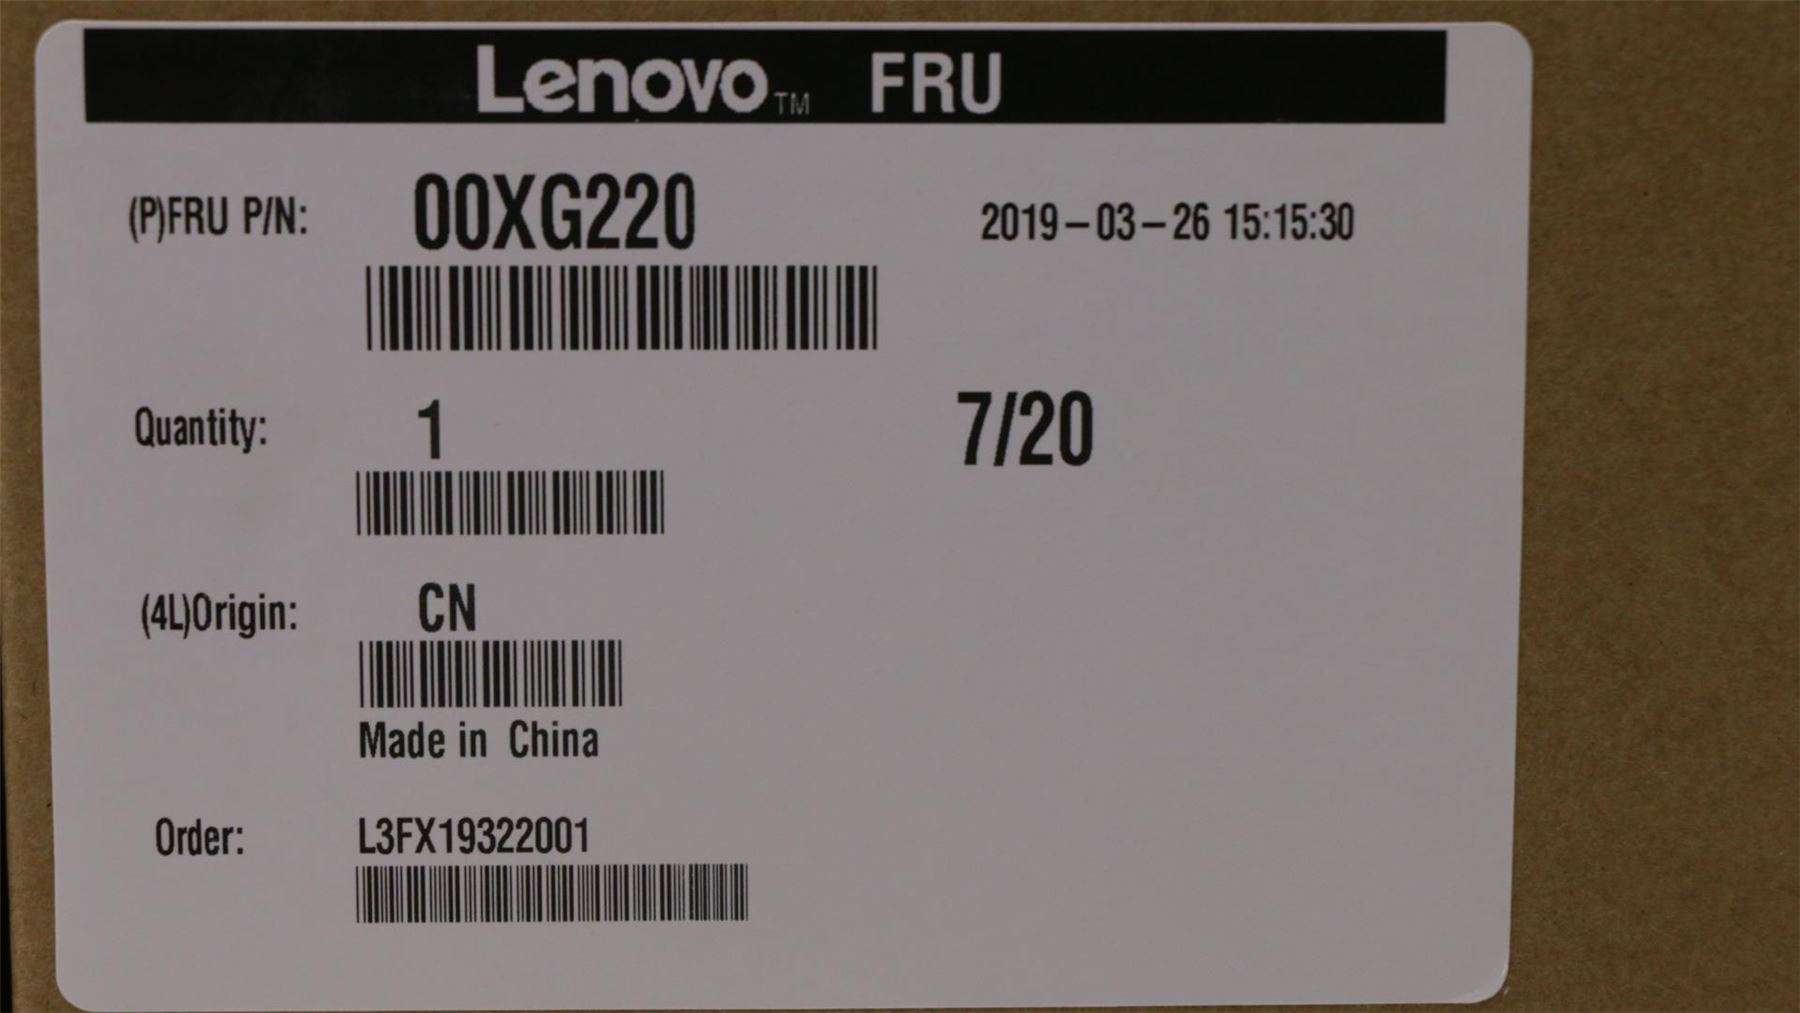 Lenovo™ FRU
(P)FRU P/N: 00XG220 2019-03-26 15:15:30
Quantity: 1 7/20
(4L)Origin: CN
Made in China
Order: L3FX19322001